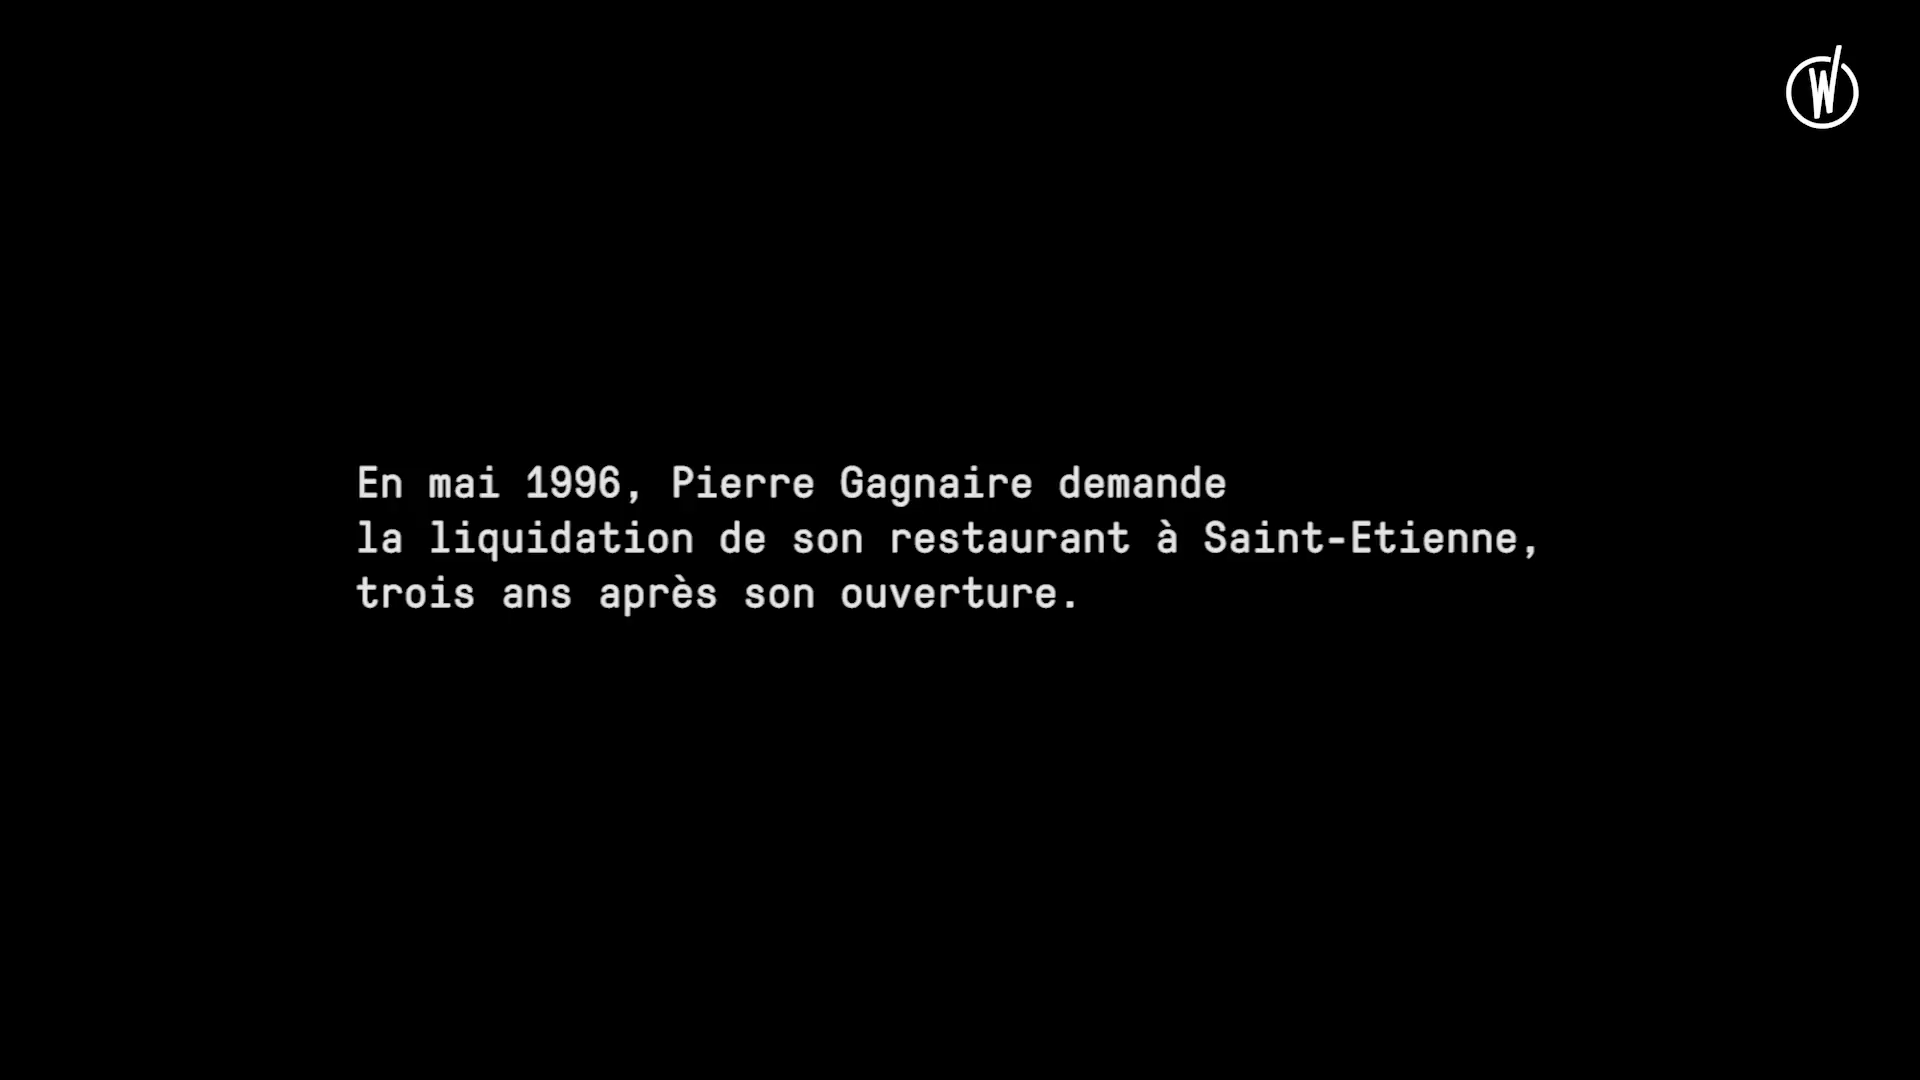 W
En mai 1996, Pierre Gagnaire demande
la liquidation de son restaurant à Saint-Etienne,
trois ans après son ouverture.